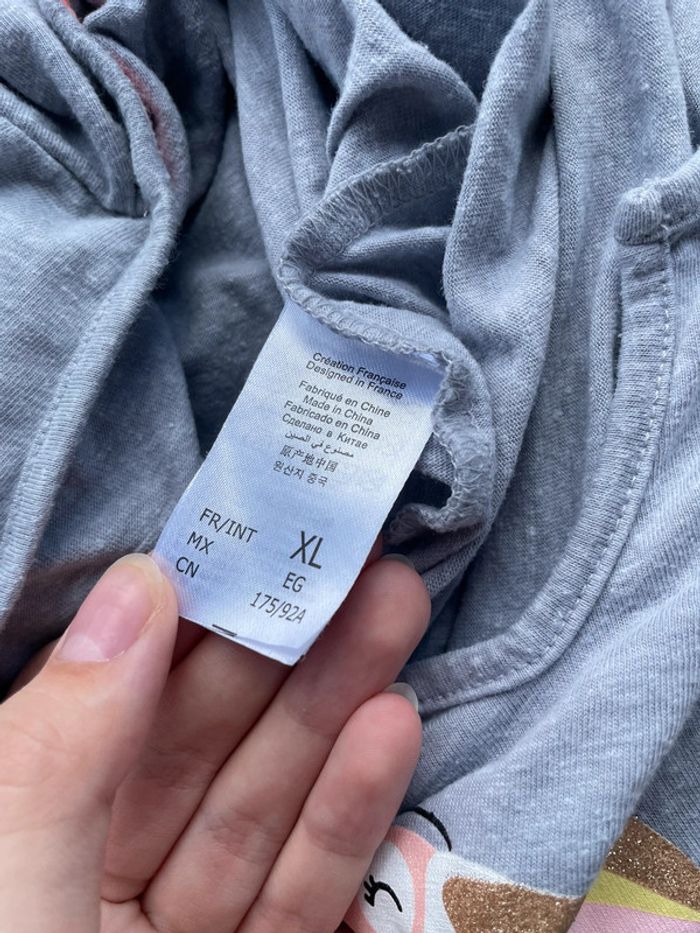 Création Française
Designed in France
Fabriqué en Chine
Made in China
Fabricado en China
Сделано в Китае
مصنوع في الصين
原产地中国
원산지 중국
FR/INT XL
MX EG
CN 175/92A